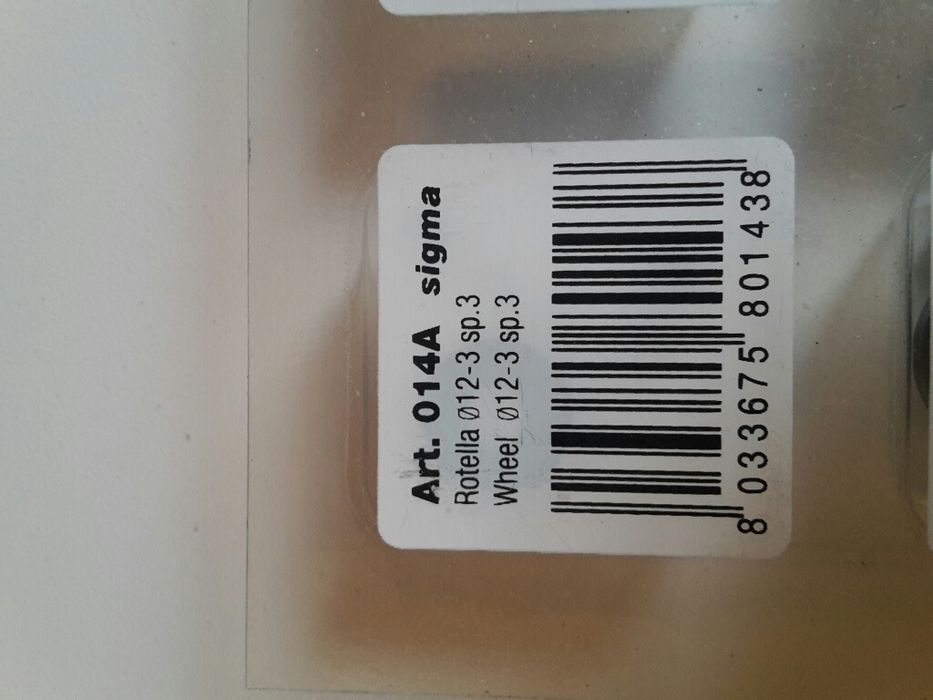 Art. 014A sigma
Rotella Ø12-3 sp.3
Wheel Ø12-3 sp.3
8 033675 801438